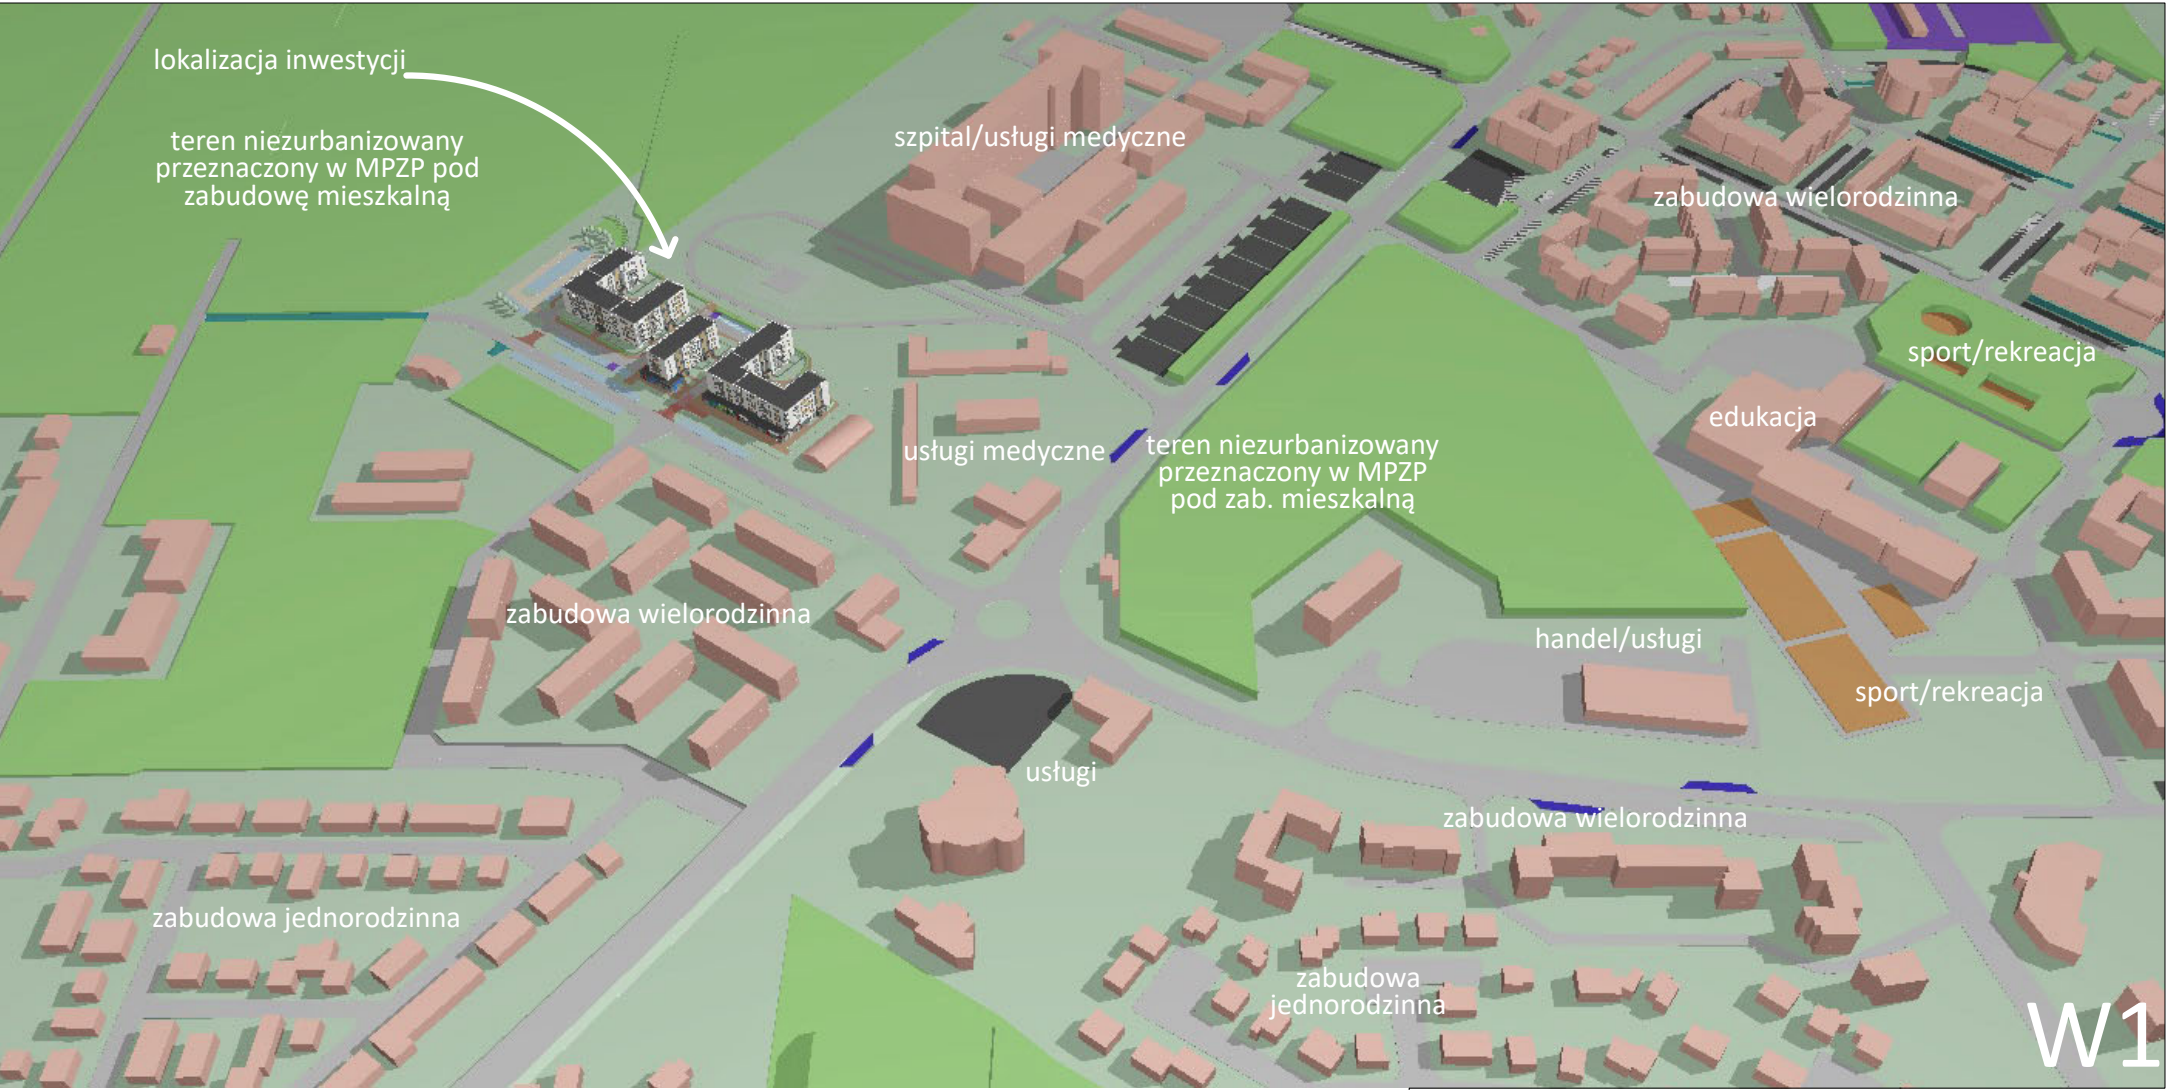 lokalizacja inwestycji
teren niezurbanizowany
przeznaczony w MPZP pod
zabudowę mieszkalną
szpital/usługi medyczne
zabudowa wielorodzinna
sport/rekreacja
edukacja
usługi medyczne
teren niezurbanizowany
przeznaczony w MPZP
pod zab. mieszkalną
zabudowa wielorodzinna
handel/usługi
sport/rekreacja
usługi
zabudowa wielorodzinna
zabudowa jednorodzinna
zabudowa
jednorodzinna
W1